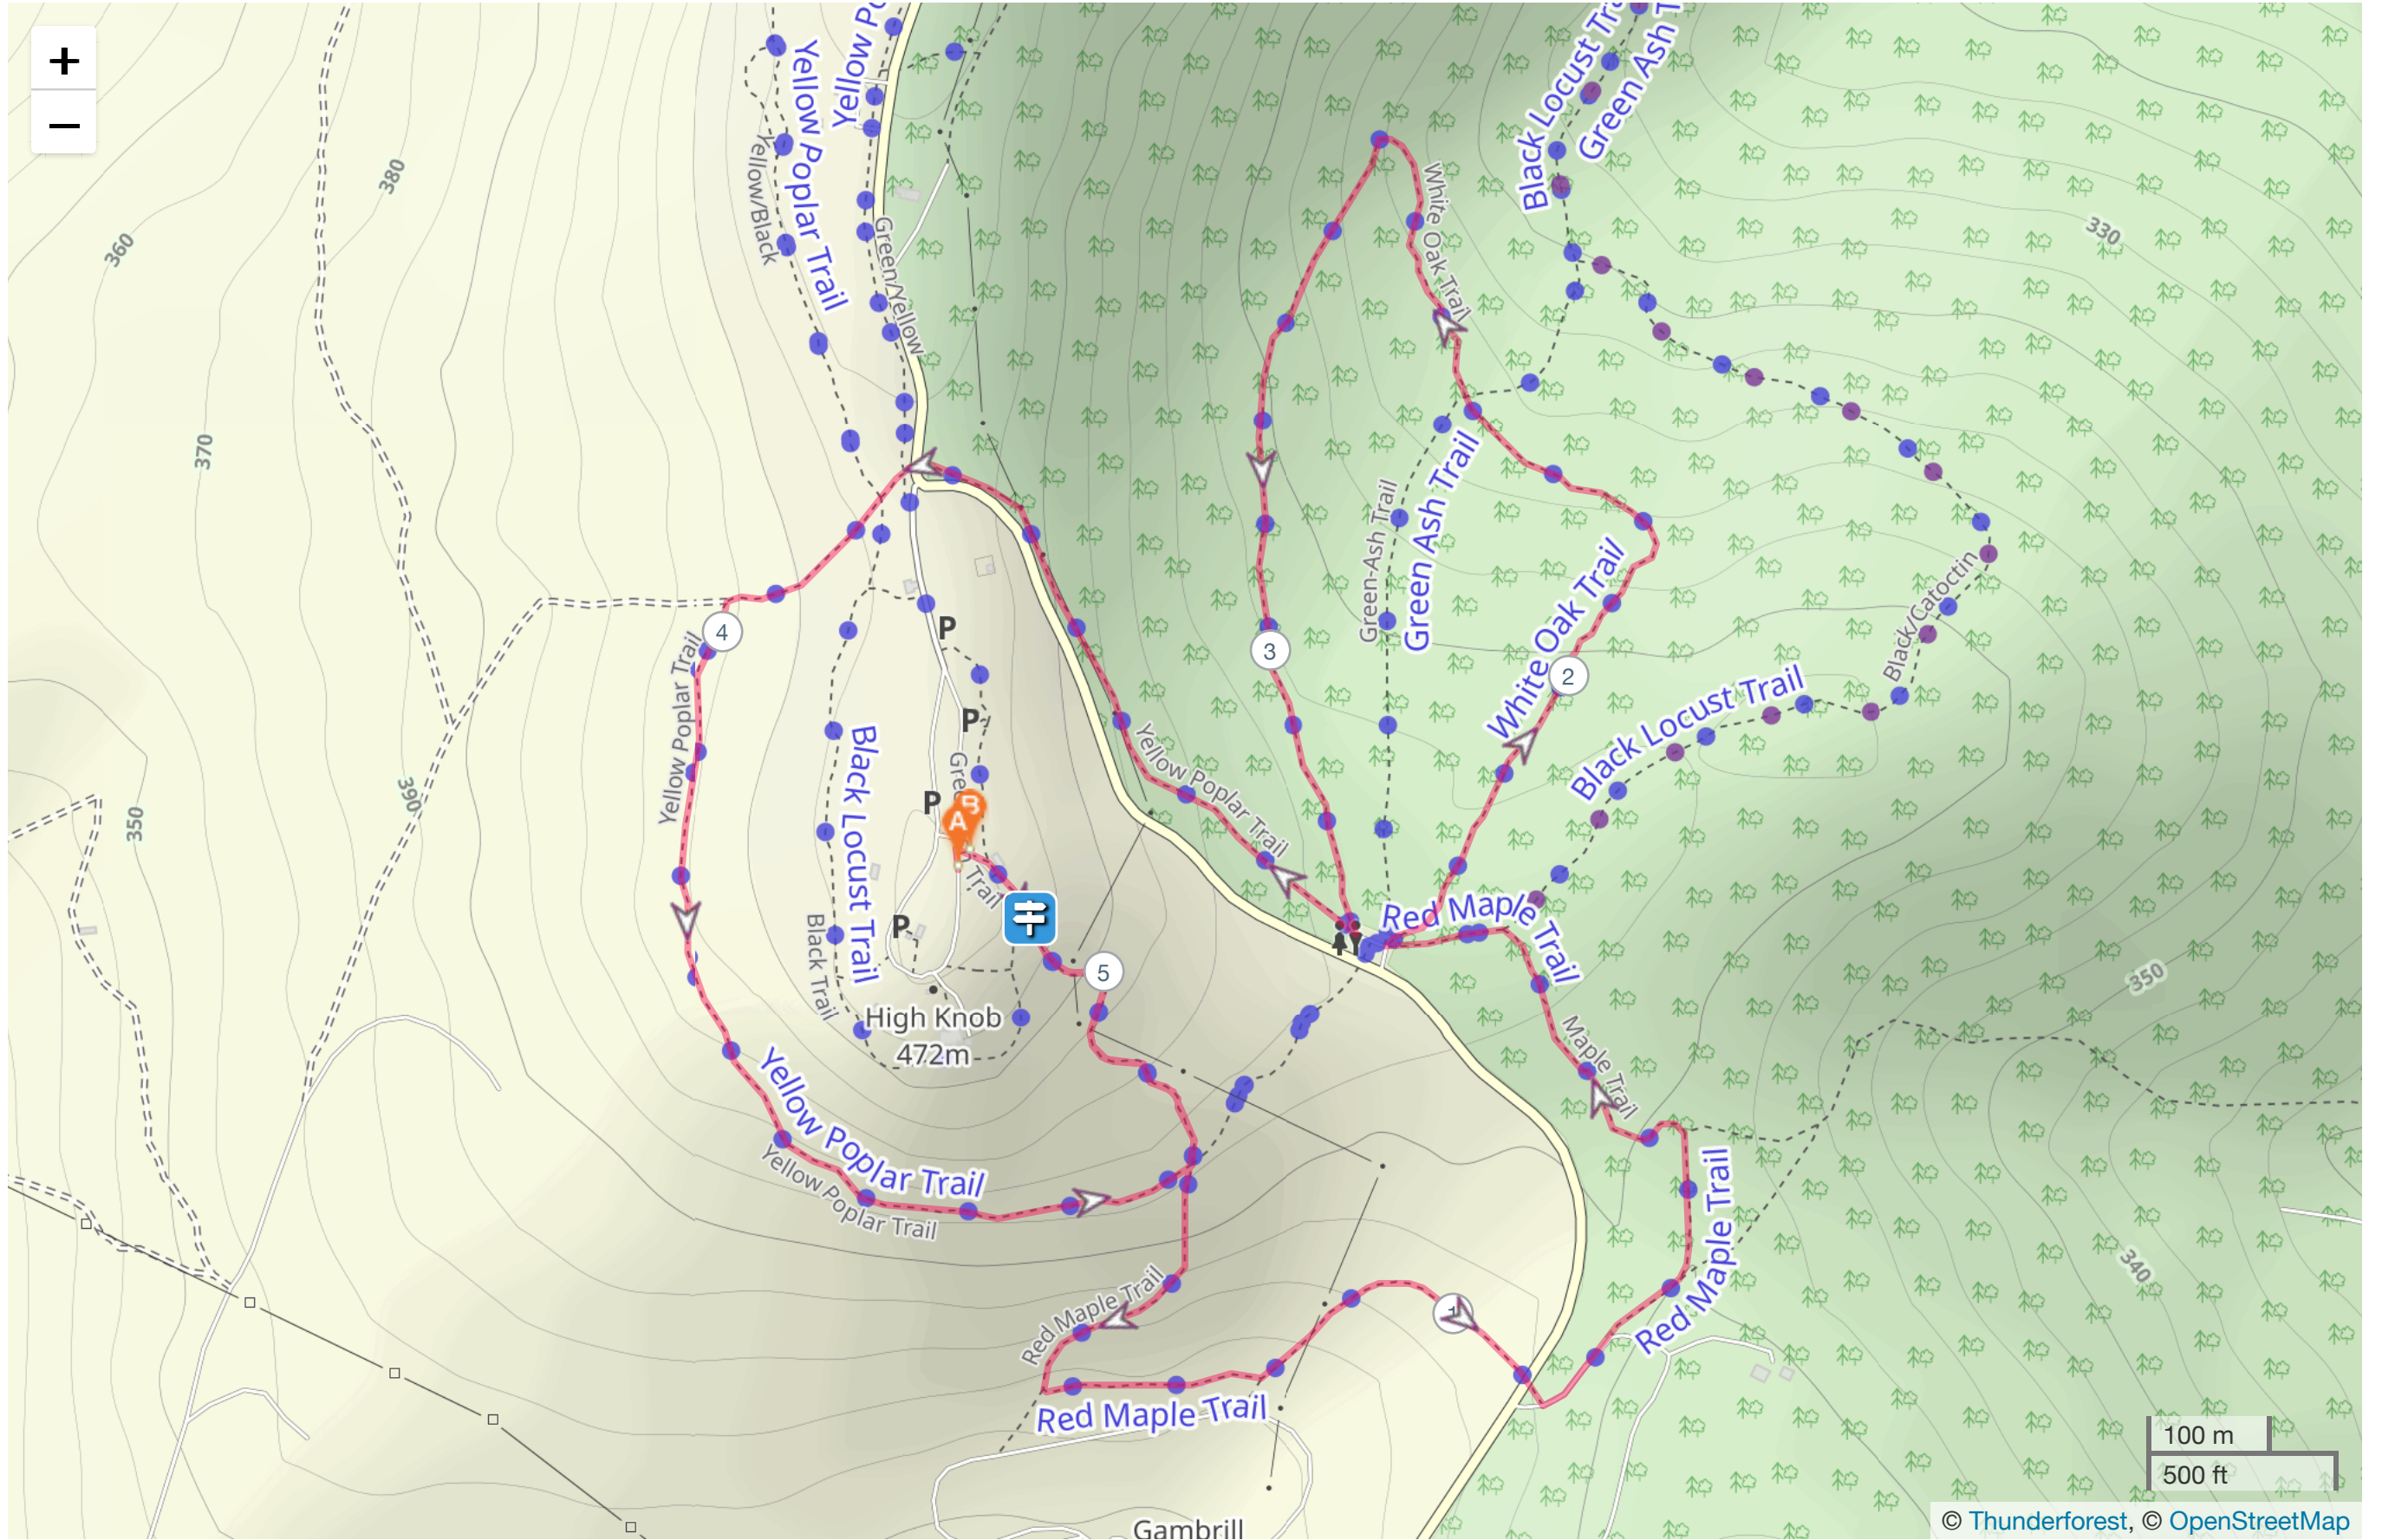 +
−
Yellow Poplar Trail
Yellow Po
Yellow/Black
Green/Yellow
Black Locust Tra
Green Ash T
White Oak Trail
380
360
330
370
Green-Ash Trail
Green Ash Trail
White Oak Trail
Black/Catoctin
Black Locust Trail
4
3
2
P
P
P
P
Yellow Poplar Trail
Yellow Poplar Trail
Gree
Trail
B
A
Black Locust Trail
Black Trail
390
350
Red Maple Trail
5
High Knob
472m
350
Maple Trail
Yellow Poplar Trail
Yellow Poplar Trail
Red Maple Trail
Red Maple Trail
1
340
Red Maple Trail
Gambrill
100 m
500 ft
© Thunderforest, © OpenStreetMap